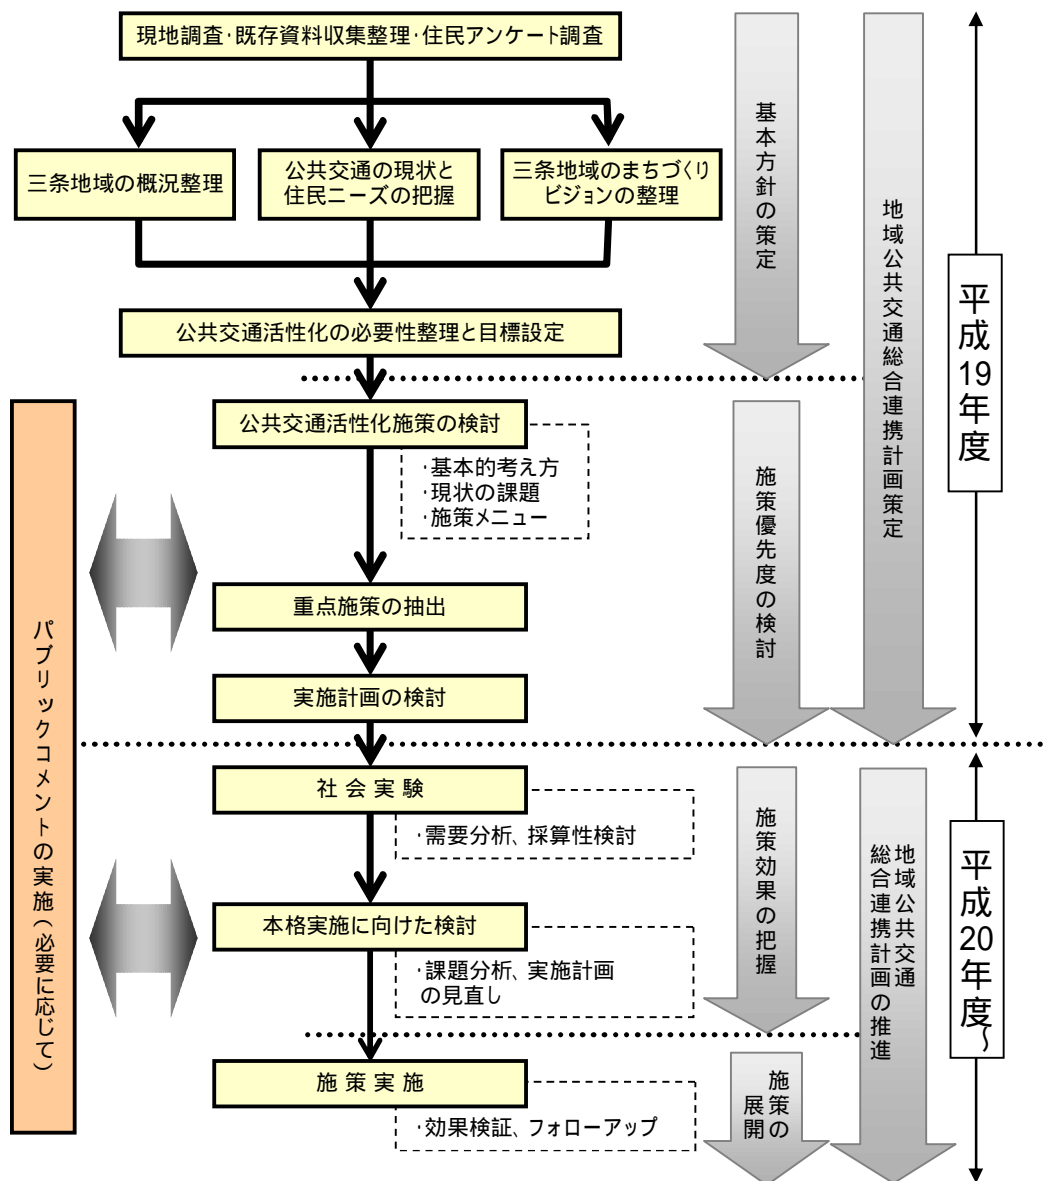 現地調査・既存資料収集整理・住民アンケート調査
三条地域の概況整理
公共交通の現状と
住民ニーズの把握
三条地域のまちづくり
ビジョンの整理
公共交通活性化の必要性整理と目標設定
公共交通活性化施策の検討
・基本的考え方
・現状の課題
・施策メニュー
重点施策の抽出
実施計画の検討
社会実験
・需要分析、採算性検討
本格実施に向けた検討
・課題分析、実施計画
の見直し
施策実施
・効果検証、フォローアップ
パブリックコメントの実施(必要に応じて)
基本方針の策定
施策優先度の検討
施策効果の把握
施策の
展開
地域公共交通総合連携計画策定
地域公共交通
総合連携計画の推進
平成19年度
平成20年度~